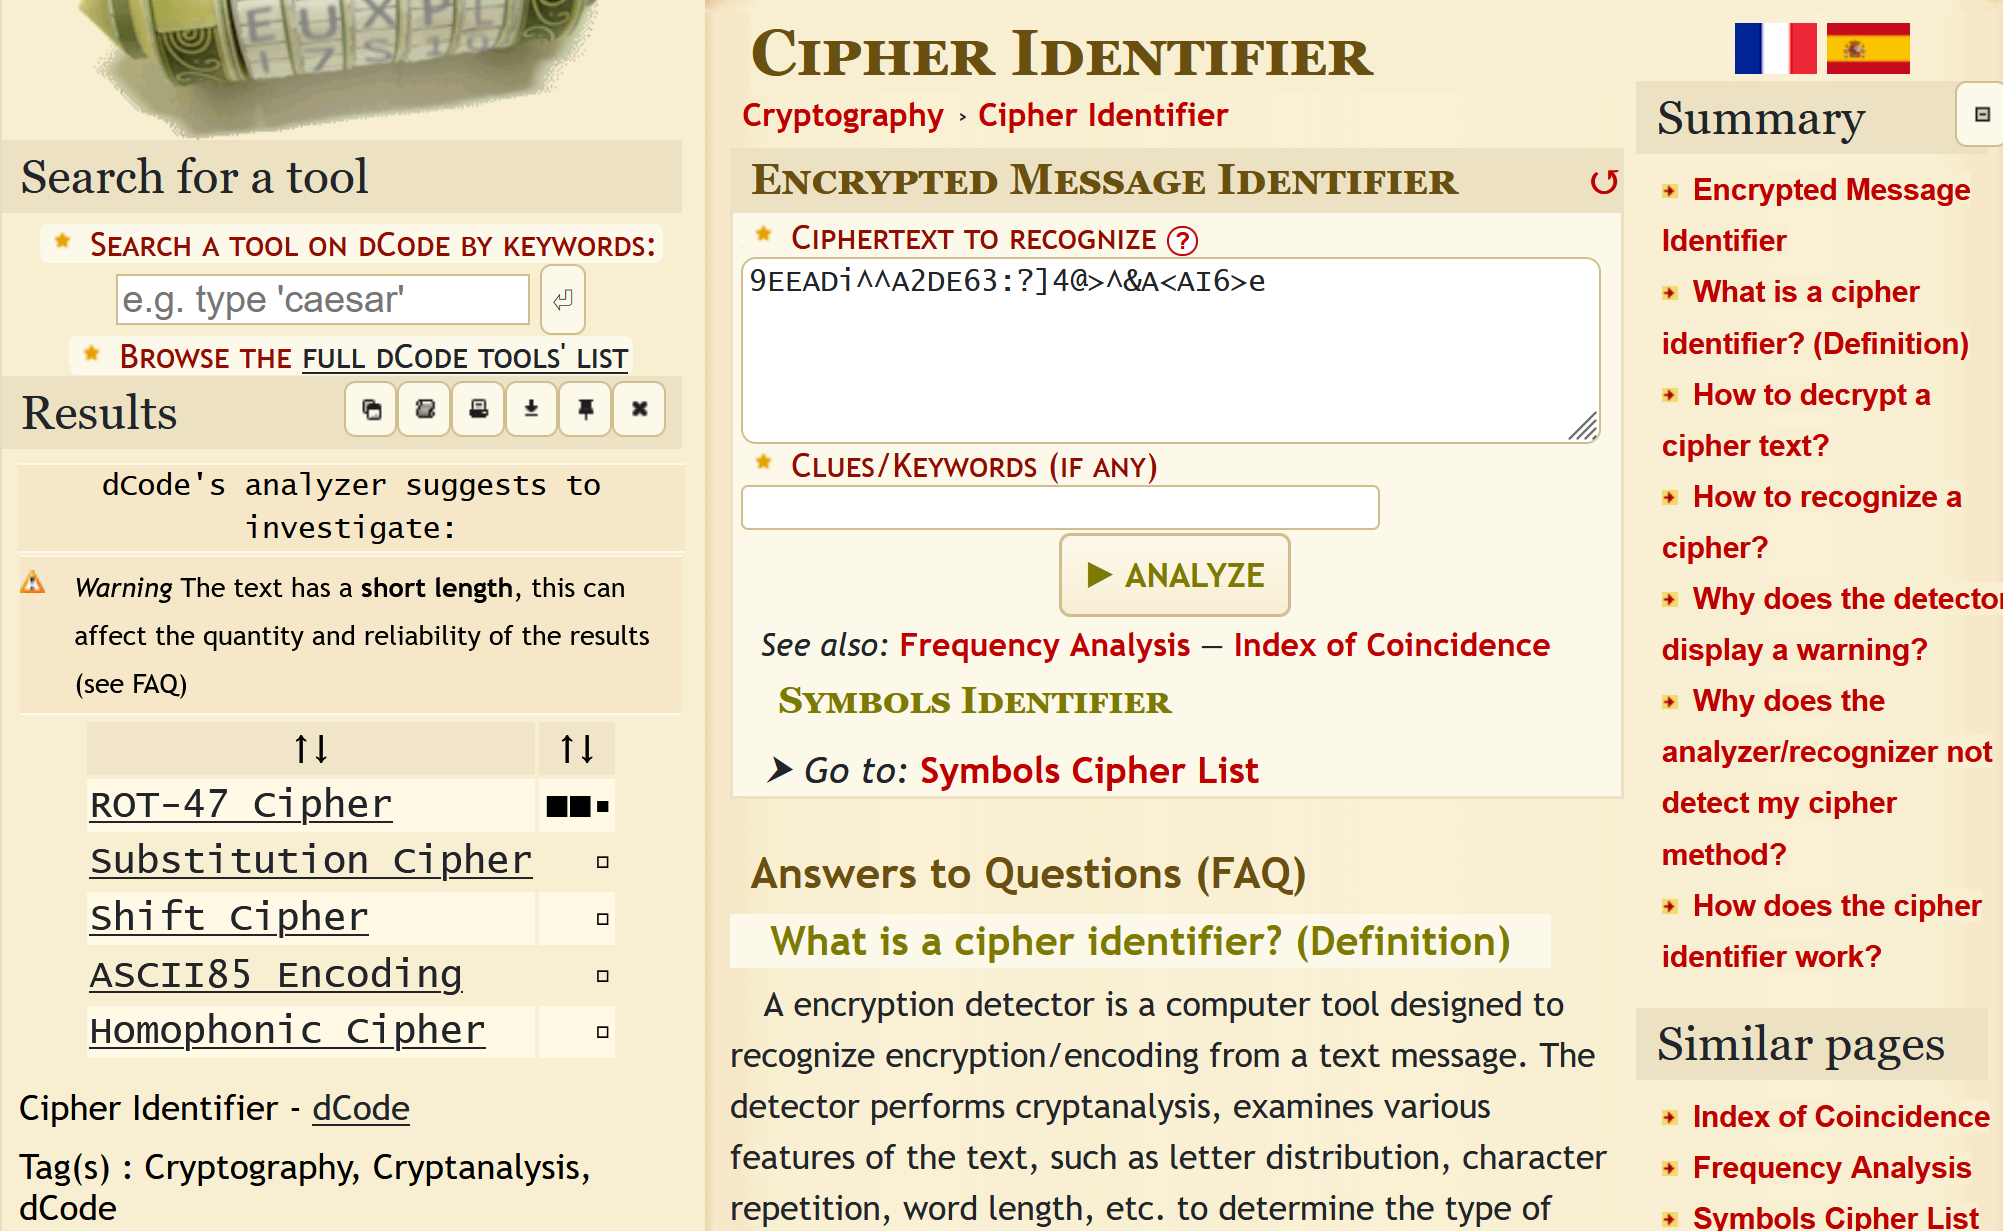 EUXPL
Search for a tool
Search a tool on dCode by keywords:
e.g. type 'caesar'
Browse the full dCode tools' list
Results
dCode's analyzer suggests to
investigate:
Warning The text has a short length, this can
affect the quantity and reliability of the results
(see FAQ)
↑↓ ↑↓
ROT-47 Cipher
Substitution Cipher
Shift Cipher
ASCII85 Encoding
Homophonic Cipher
Cipher Identifier - dCode
Tag(s) : Cryptography, Cryptanalysis,
dCode
Cipher Identifier
Cryptography › Cipher Identifier
Encrypted Message Identifier
Ciphertext to recognize ?
9EEADi^^A2DE63:?]4@>^&A<AI6>e
Clues/Keywords (if any)
► ANALYZE
See also: Frequency Analysis — Index of Coincidence
Symbols Identifier
➤ Go to: Symbols Cipher List
Answers to Questions (FAQ)
What is a cipher identifier? (Definition)
A encryption detector is a computer tool designed to
recognize encryption/encoding from a text message. The
detector performs cryptanalysis, examines various
features of the text, such as letter distribution, character
repetition, word length, etc. to determine the type of
Summary
Encrypted Message
Identifier
What is a cipher
identifier? (Definition)
How to decrypt a
cipher text?
How to recognize a
cipher?
Why does the detector
display a warning?
Why does the
analyzer/recognizer not
detect my cipher
method?
How does the cipher
identifier work?
Similar pages
Index of Coincidence
Frequency Analysis
Symbols Cipher List